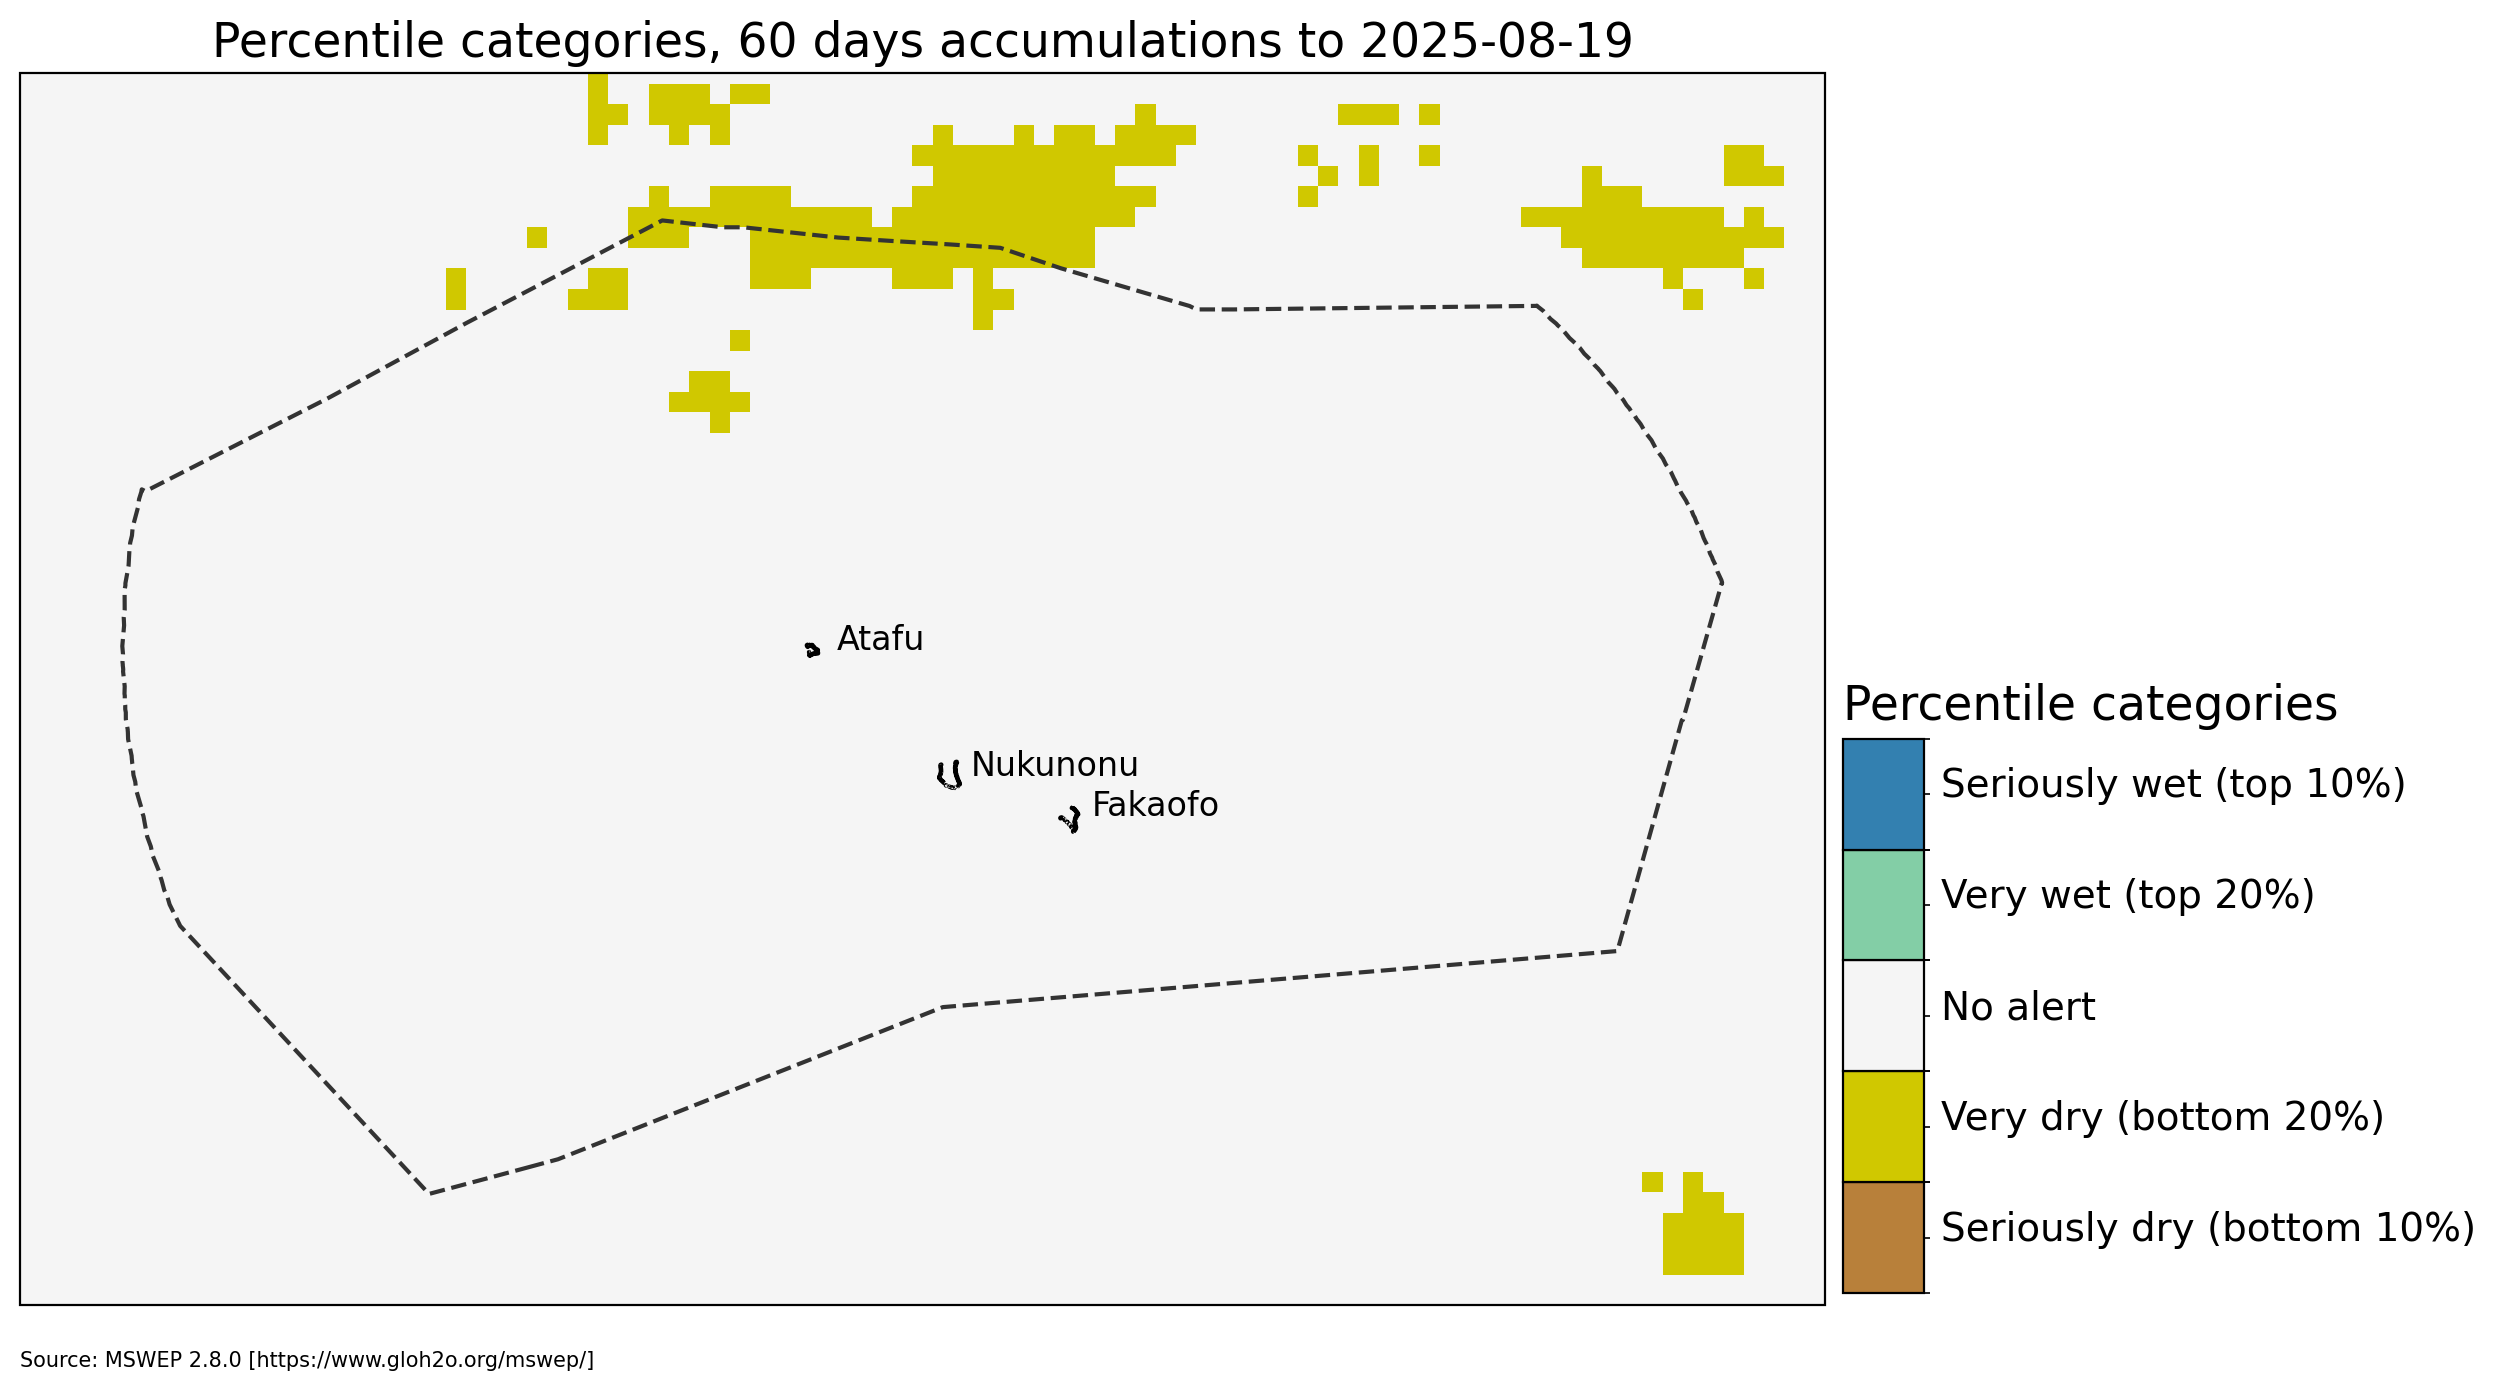 Percentile categories, 60 days accumulations to 2025-08-19
Atafu
Nukunonu
Fakaofo
Percentile categories
Seriously wet (top 10%)
Very wet (top 20%)
No alert
Very dry (bottom 20%)
Seriously dry (bottom 10%)
Source: MSWEP 2.8.0 [https://www.gloh2o.org/mswep/]